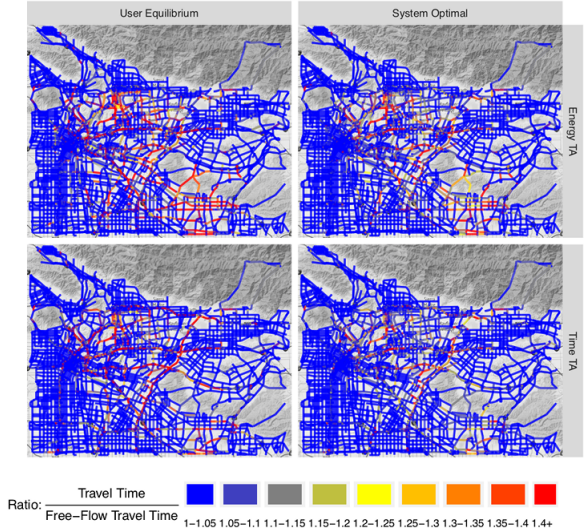 User Equilibrium
System Optimal
Energy TA
Time TA
Ratio: Travel Time
Free−Flow Travel Time
1−1.05 1.05−1.1 1.1−1.15 1.15−1.2 1.2−1.25 1.25−1.3 1.3−1.35 1.35−1.4 1.4+